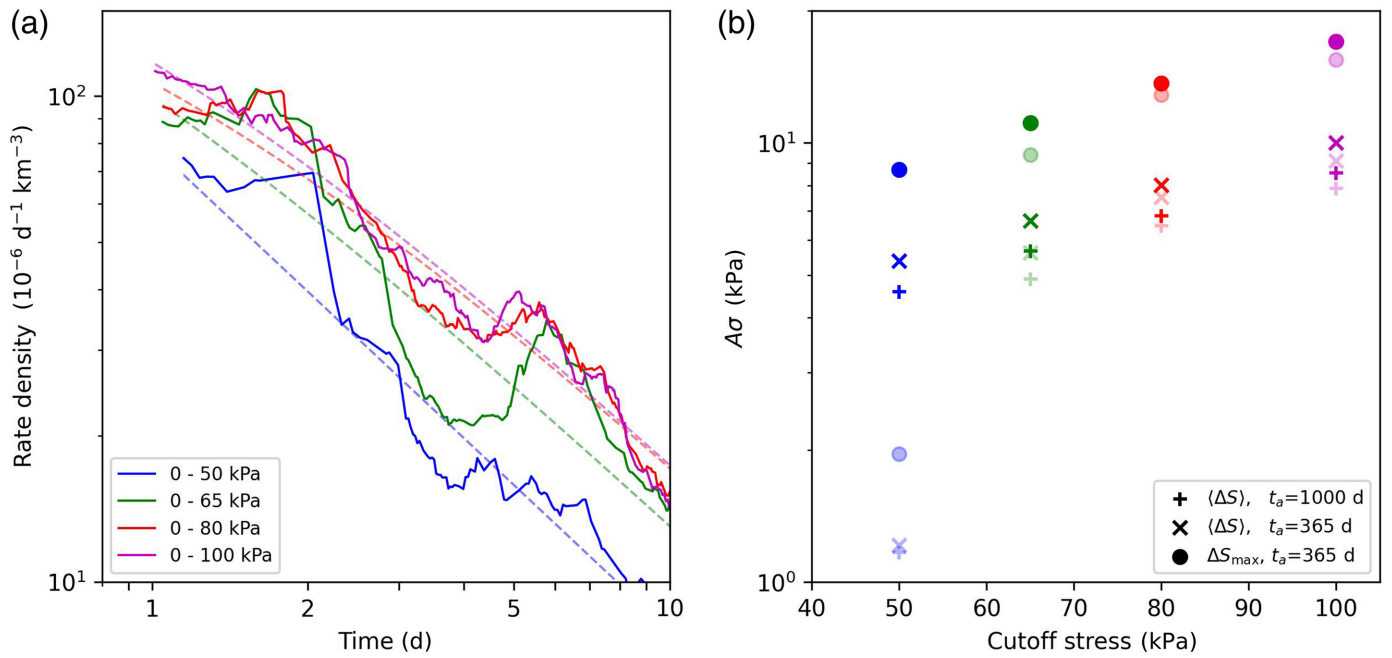 (a)
Rate density (10⁻⁶ d⁻¹ km⁻³)
10²
10¹
0 - 50 kPa
0 - 65 kPa
0 - 80 kPa
0 - 100 kPa
1 2 5 10
Time (d)
(b)
Aσ (kPa)
10¹
10⁰
⟨ΔS⟩, tₐ=1000 d
⟨ΔS⟩, tₐ=365 d
ΔSₘₐₓ, tₐ=365 d
40 50 60 70 80 90 100
Cutoff stress (kPa)